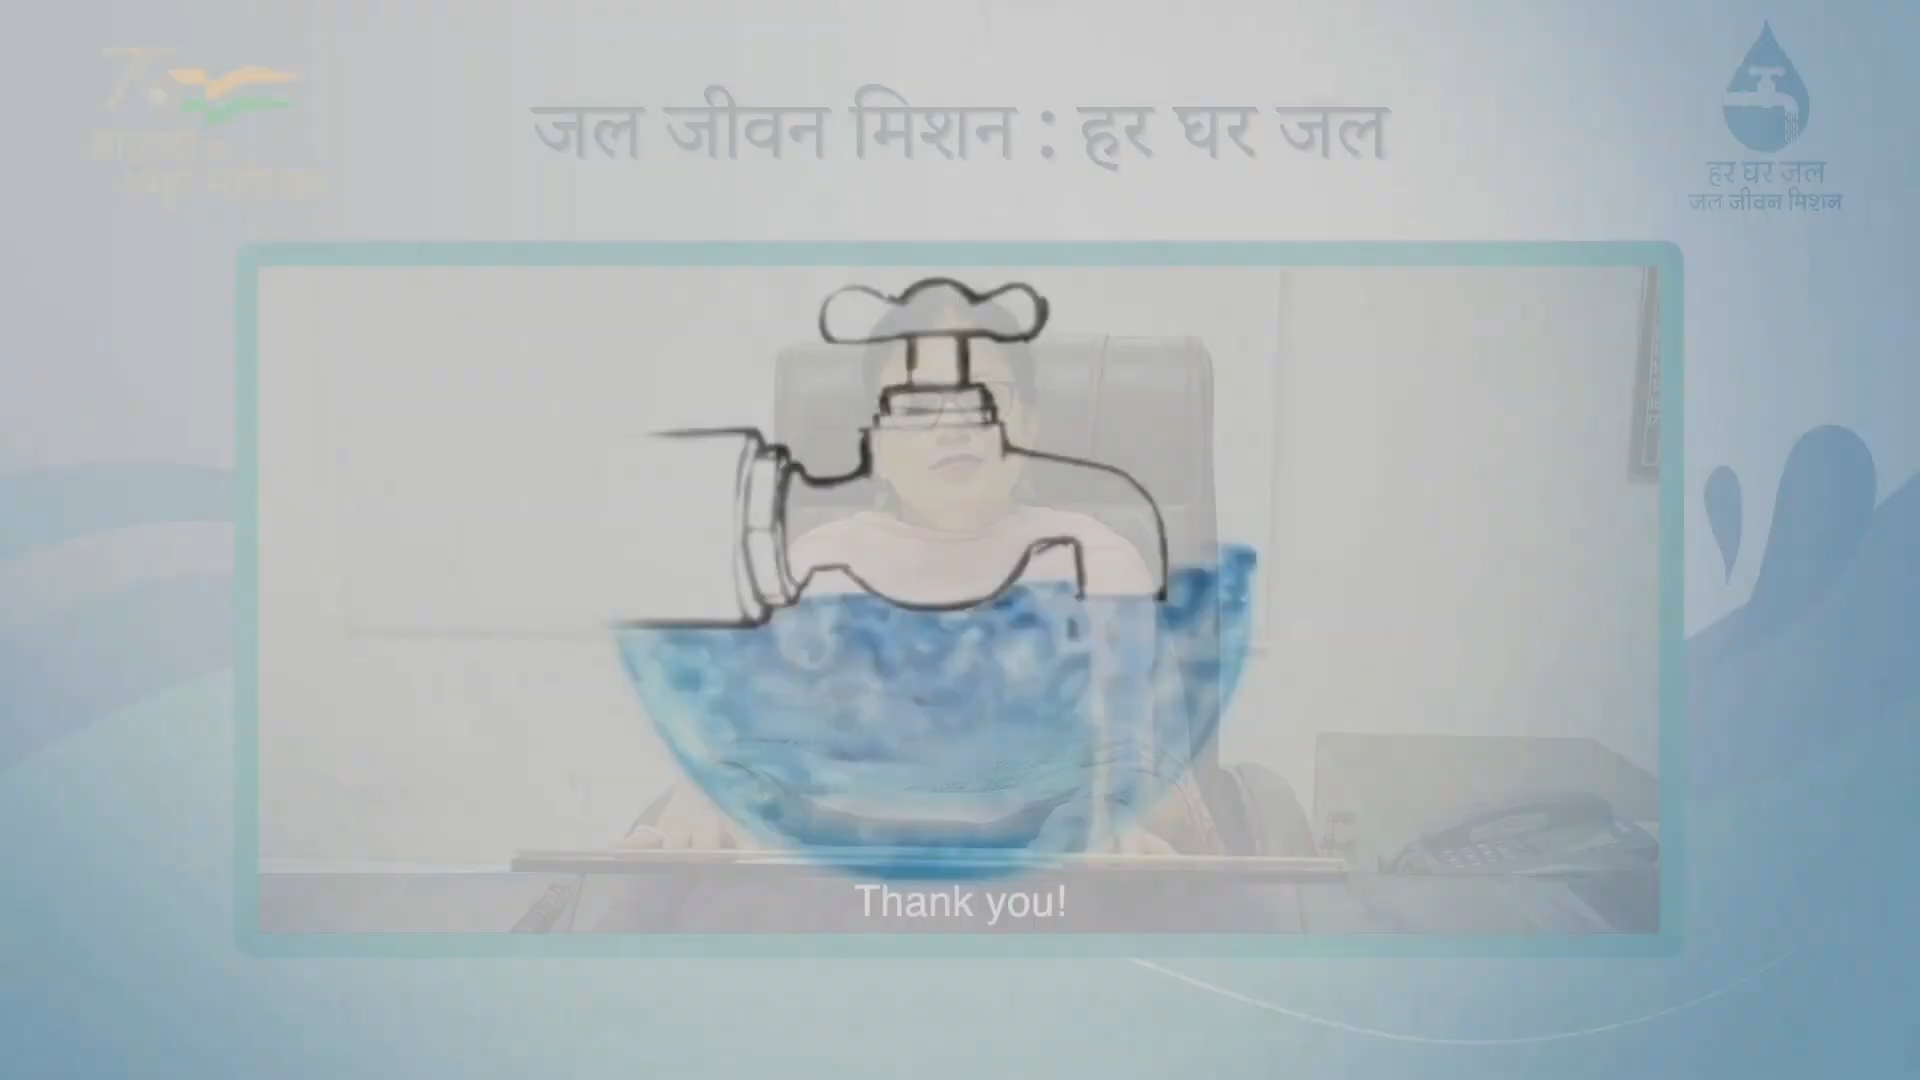 जल जीवन मिशन : हर घर जल
हर घर जल
जल जीवन मिशन
Thank you!